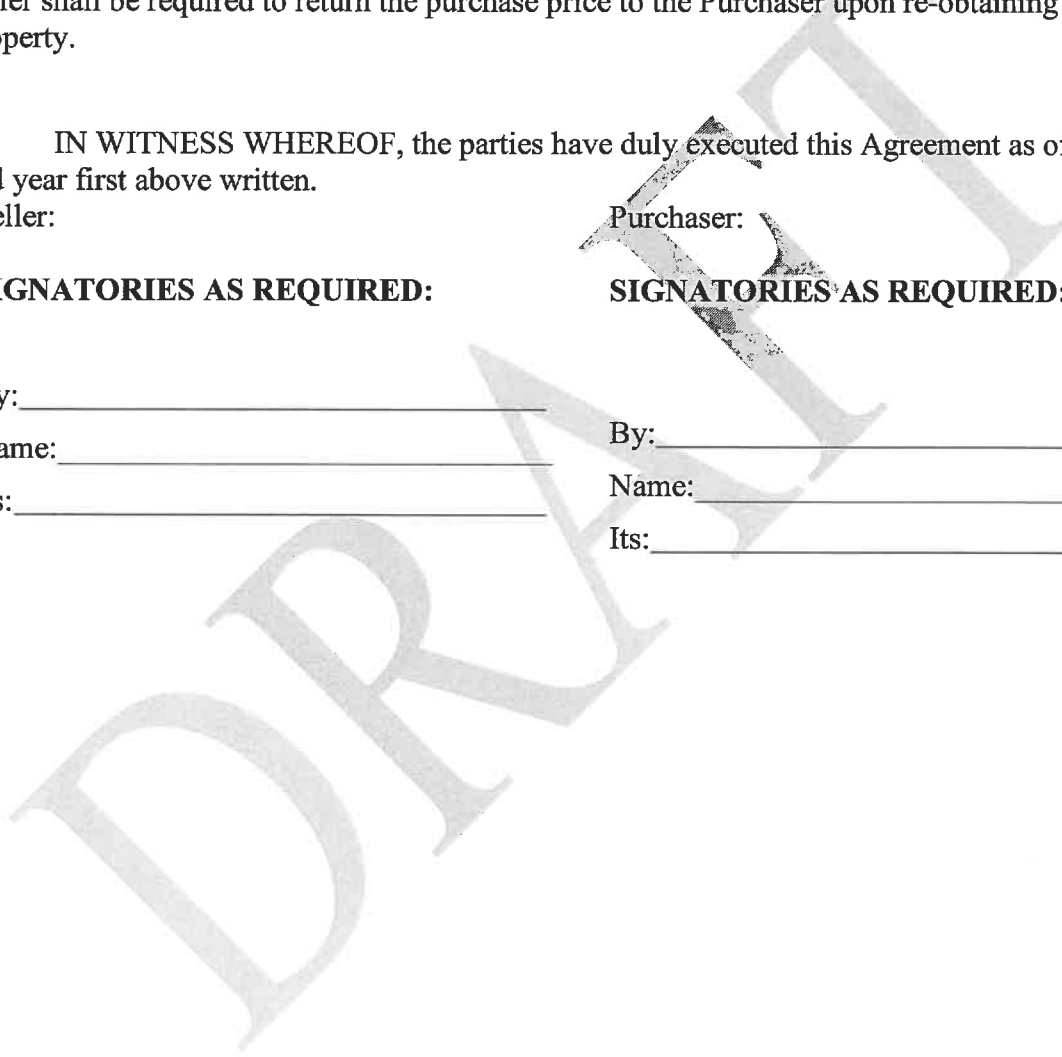 ler shall be required to return the purchase price to the Purchaser upon re-obtaining
operty.
IN WITNESS WHEREOF, the parties have duly executed this Agreement as of
d year first above written.
eller:
Purchaser:
IGNATORIES AS REQUIRED:
SIGNATORIES AS REQUIRED:
y:
ame:
s:
By:
Name:
Its:
DRAFT